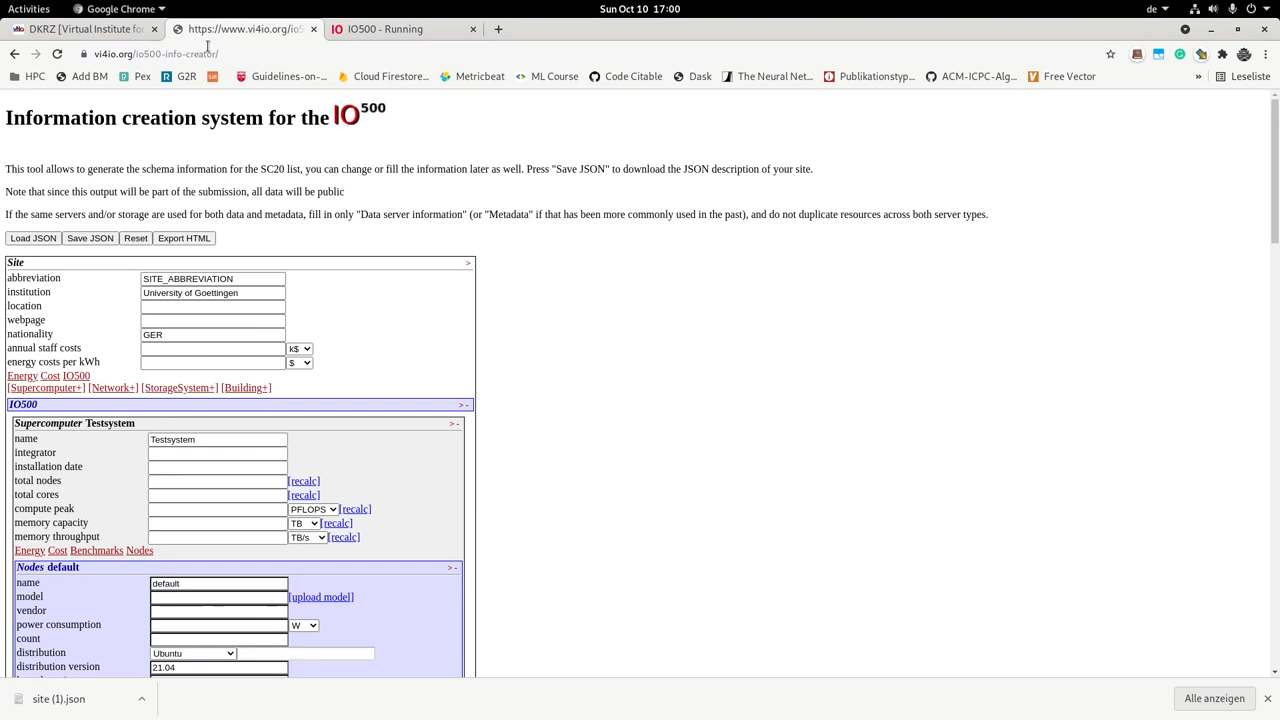 Activities Google Chrome Sun Oct 10 17:00 de
DKRZ [Virtual Institute for https://www.vi4io.org/io5 IO500 - Running
vi4io.org/io500-info-creator/
HPC Add BM Pex G2R Guidelines-on-... Cloud Firestore... Metricbeat ML Course Code Citable Dask The Neural Net... Publikationstyp... ACM-ICPC-Alg... Free Vector » Leseliste
Information creation system for the IO500
This tool allows to generate the schema information for the SC20 list, you can change or fill the information later as well. Press "Save JSON" to download the JSON description of your site.
Note that since this output will be part of the submission, all data will be public
If the same servers and/or storage are used for both data and metadata, fill in only "Data server information" (or "Metadata" if that has been more commonly used in the past), and do not duplicate resources across both server types.
Load JSON Save JSON Reset Export HTML
Site >
abbreviation SITE_ABBREVIATION
institution University of Goettingen
location
webpage
nationality GER
annual staff costs k$
energy costs per kWh $
Energy Cost IO500
[Supercomputer+] [Network+] [StorageSystem+] [Building+]
IO500 > -
Supercomputer Testsystem > -
name Testsystem
integrator
installation date
total nodes [recalc]
total cores [recalc]
compute peak PFLOPS [recalc]
memory capacity TB [recalc]
memory throughput TB/s [recalc]
Energy Cost Benchmarks Nodes
Nodes default > -
name default
model [upload model]
vendor
power consumption W
count
distribution Ubuntu
distribution version 21.04
site (1).json Alle anzeigen